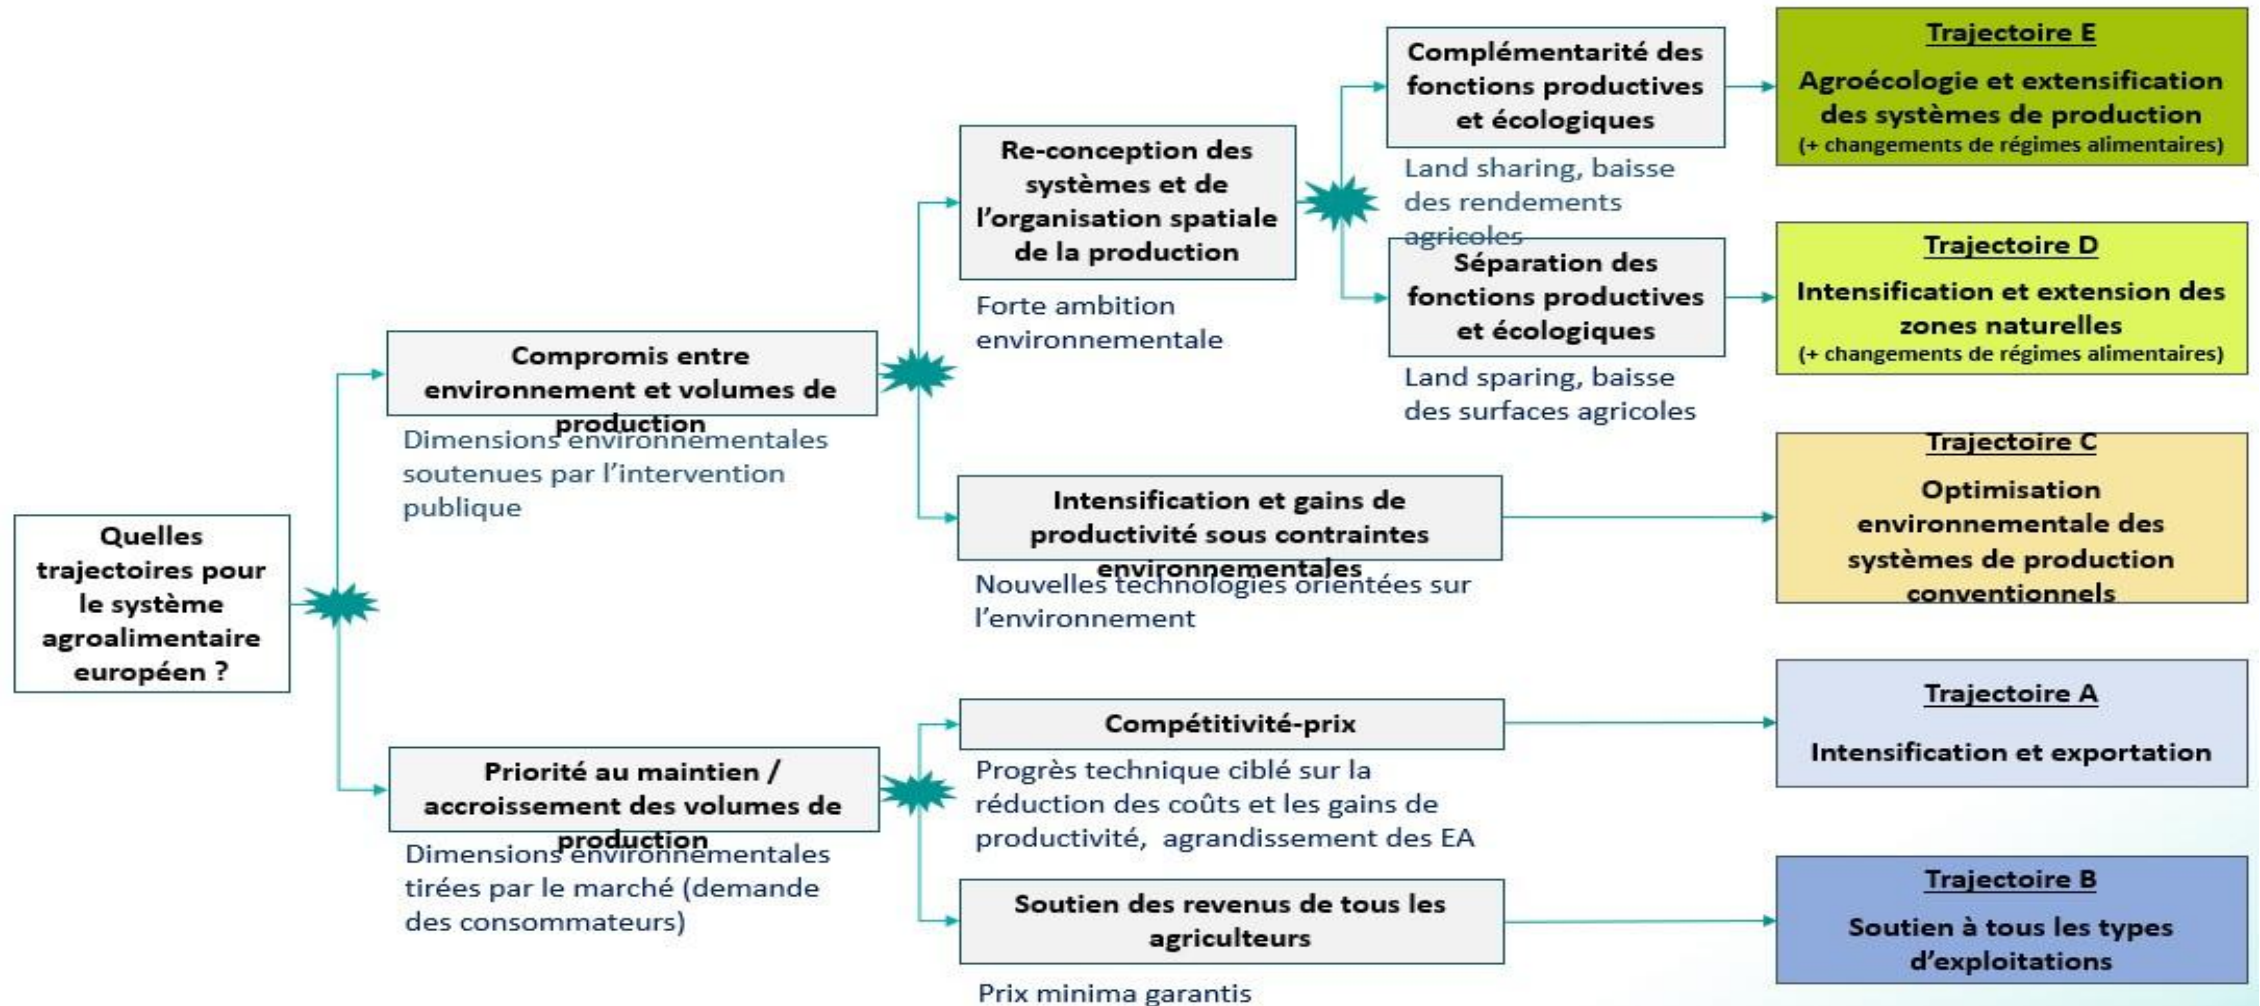 Quelles
trajectoires pour
le système
agroalimentaire
européen ?
Compromis entre
environnement et volumes de
production
Dimensions environnementales
soutenues par l'intervention
publique
Priorité au maintien /
accroissement des volumes de
production
Dimensions environnementales
tirées par le marché (demande
des consommateurs)
Re-conception des
systèmes et de
l'organisation spatiale
de la production
Forte ambition
environnementale
Intensification et gains de
productivité sous contraintes
environnementales
Nouvelles technologies orientées sur
l'environnement
Compétitivité-prix
Progrès technique ciblé sur la
réduction des coûts et les gains de
productivité, agrandissement des EA
Soutien des revenus de tous les
agriculteurs
Prix minima garantis
Complémentarité des
fonctions productives
et écologiques
Land sharing, baisse
des rendements
agricoles
Séparation des
fonctions productives
et écologiques
Land sparing, baisse
des surfaces agricoles
Trajectoire E
Agroécologie et extensification
des systèmes de production
(+ changements de régimes alimentaires)
Trajectoire D
Intensification et extension des
zones naturelles
(+ changements de régimes alimentaires)
Trajectoire C
Optimisation
environnementale des
systèmes de production
conventionnels
Trajectoire A
Intensification et exportation
Trajectoire B
Soutien à tous les types
d'exploitations